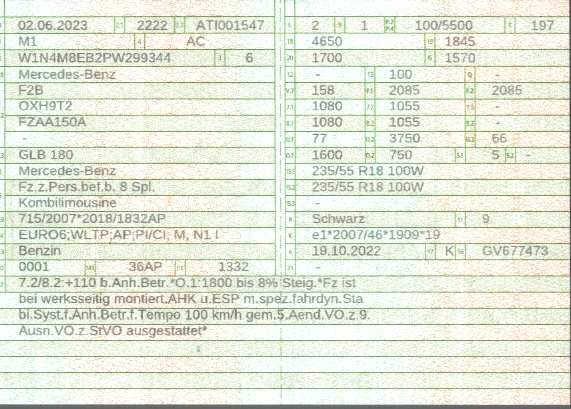 02.06.2023 2222 ATI001547
M1 AC
W1N4M8EB2PW299344 6
Mercedes-Benz
F2B
OXH9T2
FZAA150A
-
GLB 180
Mercedes-Benz
Fz.z.Pers.bef.b. 8 Spl.
Kombilimousine
715/2007*2018/1832AP
EURO6;WLTP;AP;PI/CI; M, N1 I
Benzin
0001 36AP 1332
2 1 100/5500 197
4650 1845
1700 1570
- 100 -
158 2085 2085
1080 1055 -
1080 1055 -
77 3750 66
1600 750 5 -
235/55 R18 100W
235/55 R18 100W
Schwarz 9
e1*2007/46*1909*19
19.10.2022 K GV677473
-
7.2/8.2:+110 b.Anh.Betr.*O.1:1800 bis 8% Steig.*Fz ist
bei werksseitig montiert.AHK u.ESP m.spez.fahrdyn.Sta
bl.Syst.f.Anh.Betr.f.Tempo 100 km/h gem.5.Aend.VO.z.9.
Ausn.VO.z.StVO ausgestattet*